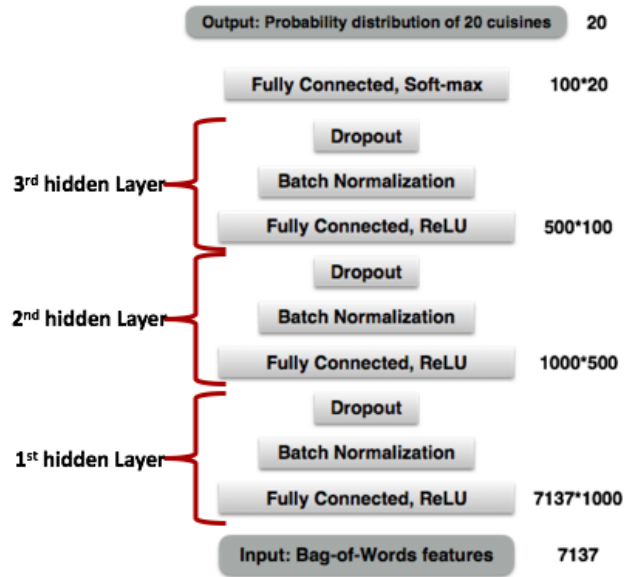 Output: Probability distribution of 20 cuisines 20
Fully Connected, Soft-max 100*20
Dropout
3rd hidden Layer Batch Normalization
Fully Connected, ReLU 500*100
Dropout
2nd hidden Layer Batch Normalization
Fully Connected, ReLU 1000*500
Dropout
1st hidden Layer Batch Normalization
Fully Connected, ReLU 7137*1000
Input: Bag-of-Words features 7137